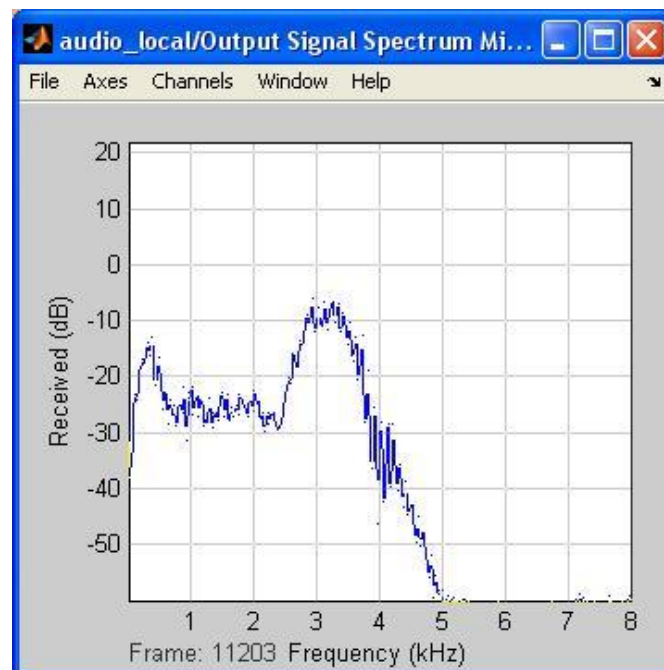 audio_local/Output Signal Spectrum Mi...
File Axes Channels Window Help
20
10
0
-10
-20
-30
-40
-50
Received (dB)
1 2 3 4 5 6 7 8
Frame: 11203 Frequency (kHz)